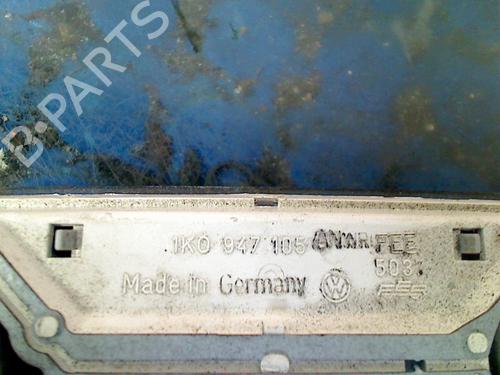 B-PARTS
1K0 947 105
FEE
503
Made in Germany